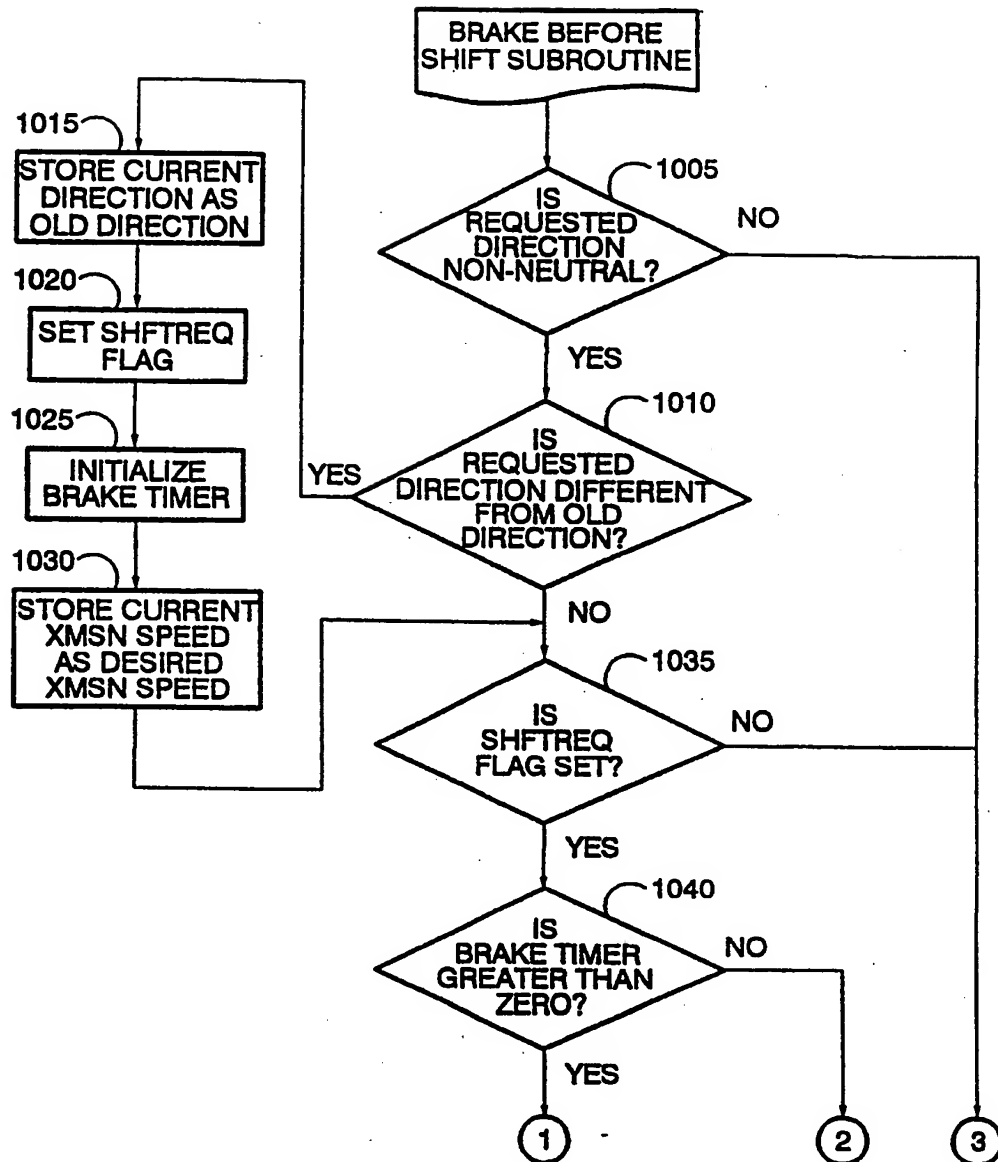 BRAKE BEFORE
SHIFT SUBROUTINE
1005
IS
REQUESTED
DIRECTION
NON-NEUTRAL?
NO
YES
1010
IS
REQUESTED
DIRECTION DIFFERENT
FROM OLD
DIRECTION?
YES
NO
1015
STORE CURRENT
DIRECTION AS
OLD DIRECTION
1020
SET SHFTREQ
FLAG
1025
INITIALIZE
BRAKE TIMER
1030
STORE CURRENT
XMSN SPEED
AS DESIRED
XMSN SPEED
1035
IS
SHFTREQ
FLAG SET?
NO
YES
1040
IS
BRAKE TIMER
GREATER THAN
ZERO?
NO
YES
1
2
3